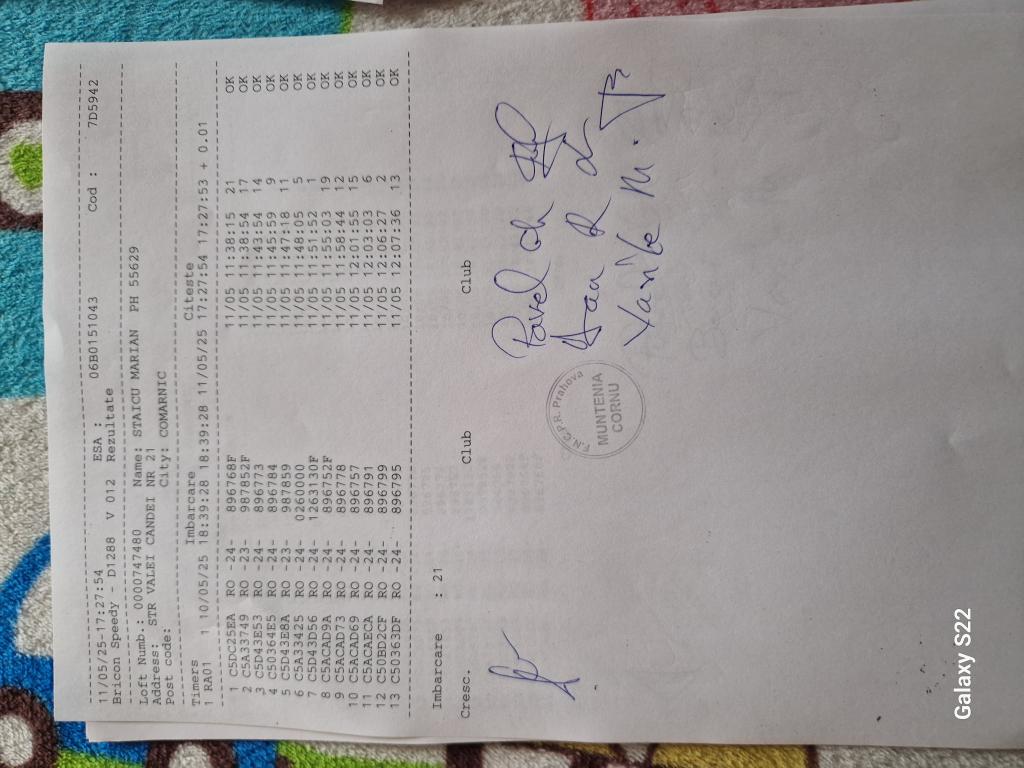 11/05/25-17:27:54 ESA : 06B0151043 Cod : 7D5942
Bricon Speedy - D1288 V 012 Rezultate
Loft Numb.: 0000747480 Name: STAICU MARIAN PH 55629
Address: STR VALEI CANDEI NR 21
Post code: City: COMARNIC
Timers Imbarcare Citeste
1 RA01 1 10/05/25 18:39:28 18:39:28 11/05/25 17:27:54 17:27:53 + 0.01
1 C5DC25EA RO -24- 896768F 11/05 11:38:15 21 OK
2 C5A33749 RO -23- 987852F 11/05 11:38:54 17 OK
3 C5D43E53 RO -24- 896773 11/05 11:43:54 14 OK
4 C50364E5 RO -24- 896784 11/05 11:45:59 9 OK
5 C5D43E8A RO -23- 987859 11/05 11:47:18 11 OK
6 C5A33425 RO -24- 0260000 11/05 11:48:05 5 OK
7 C5D43D56 RO -24- 1263130F 11/05 11:51:52 1 OK
8 C5ACAD9A RO -24- 896752F 11/05 11:55:03 19 OK
9 C5ACAD73 RO -24- 896778 11/05 11:58:44 12 OK
10 C5ACAD69 RO -24- 896757 11/05 12:01:55 15 OK
11 C5ACAECA RO -24- 896791 11/05 12:03:03 6 OK
12 C50BD2CF RO -24- 896799 11/05 12:06:27 2 OK
13 C50363DF RO -24- 896795 11/05 12:07:36 13 OK
Imbarcare : 21
Cresc. Club Club
Pavel Gh
F.N.C.P.R. Prahova
MUNTENIA
CORNU
Vasile M.
Galaxy S22